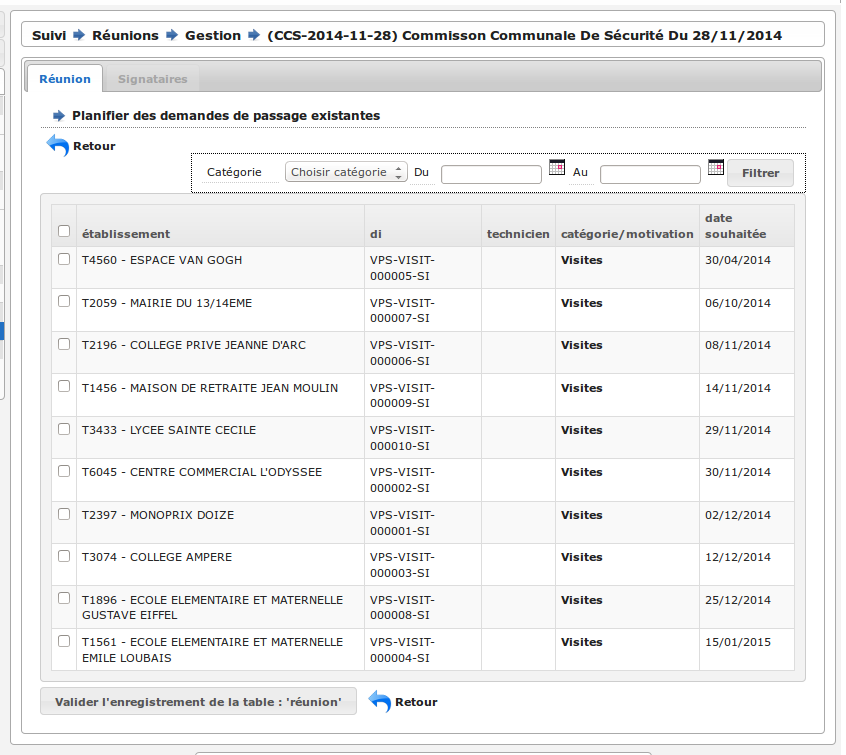 Suivi Réunions Gestion (CCS-2014-11-28) Commisson Communale De Sécurité Du 28/11/2014
Réunion Signataires
Planifier des demandes de passage existantes
Retour
Catégorie Choisir catégorie Du Au Filtrer
établissement di technicien catégorie/motivation date souhaitée
T4560 - ESPACE VAN GOGH VPS-VISIT- Visites 30/04/2014
000005-SI
T2059 - MAIRIE DU 13/14EME VPS-VISIT- Visites 06/10/2014
000007-SI
T2196 - COLLEGE PRIVE JEANNE D'ARC VPS-VISIT- Visites 08/11/2014
000006-SI
T1456 - MAISON DE RETRAITE JEAN MOULIN VPS-VISIT- Visites 14/11/2014
000009-SI
T3433 - LYCEE SAINTE CECILE VPS-VISIT- Visites 29/11/2014
000010-SI
T6045 - CENTRE COMMERCIAL L'ODYSSEE VPS-VISIT- Visites 30/11/2014
000002-SI
T2397 - MONOPRIX DOIZE VPS-VISIT- Visites 02/12/2014
000001-SI
T3074 - COLLEGE AMPERE VPS-VISIT- Visites 12/12/2014
000003-SI
T1896 - ECOLE ELEMENTAIRE ET MATERNELLE VPS-VISIT- Visites 25/12/2014
GUSTAVE EIFFEL 000008-SI
T1561 - ECOLE ELEMENTAIRE ET MATERNELLE VPS-VISIT- Visites 15/01/2015
EMILE LOUBAIS 000004-SI
Valider l'enregistrement de la table : 'réunion' Retour